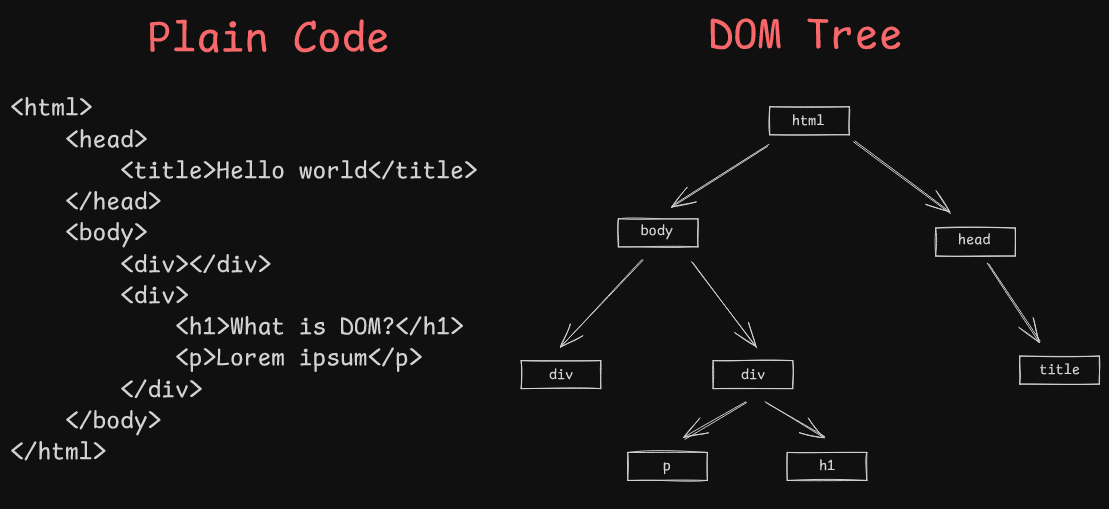 Plain Code
<html>
    <head>
        <title>Hello world</title>
    </head>
    <body>
        <div></div>
        <div>
            <h1>What is DOM?</h1>
            <p>Lorem ipsum</p>
        </div>
    </body>
</html>
DOM Tree
html
body
head
div
div
title
p
h1